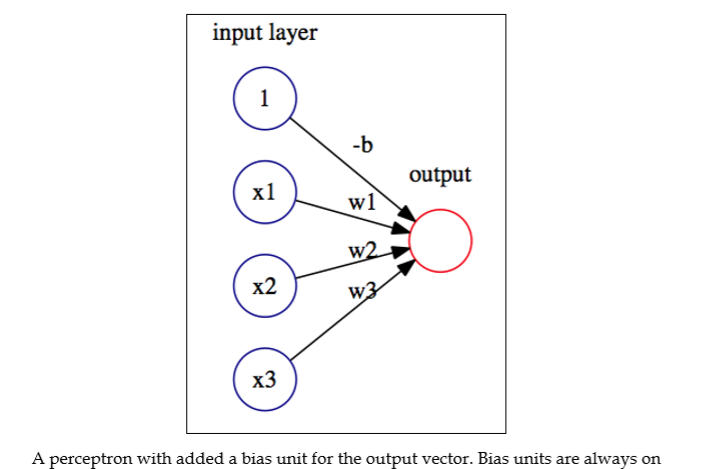 input layer
1
-b
output
x1
w1
w2
x2
w3
x3
A perceptron with added a bias unit for the output vector. Bias units are always on